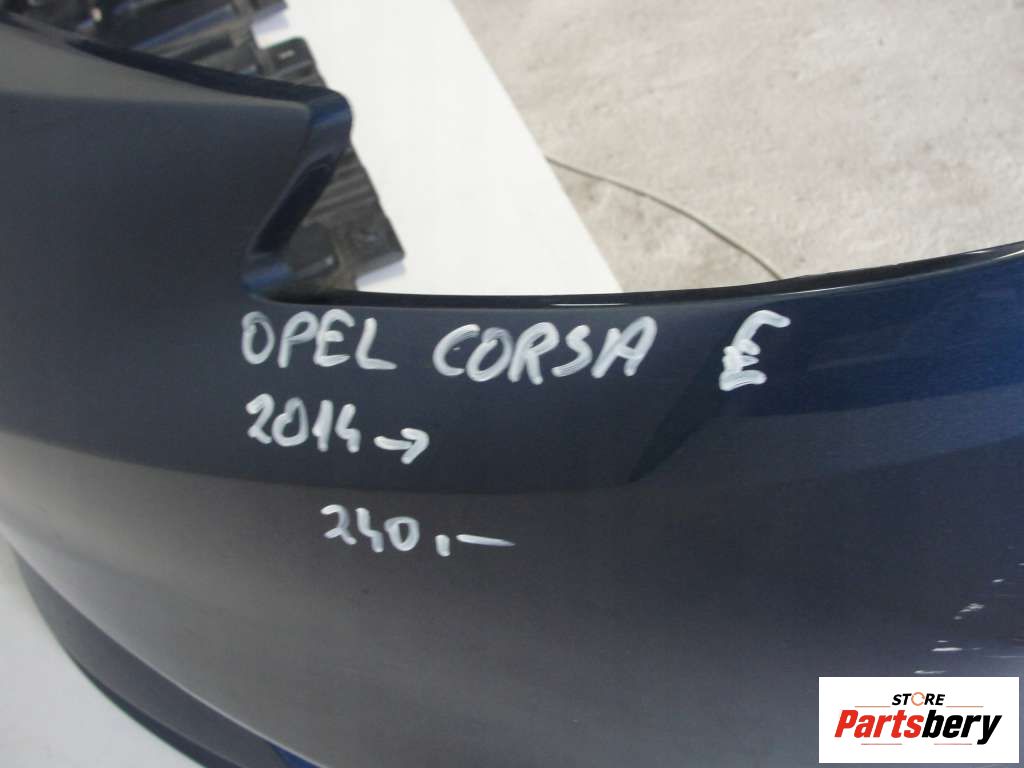 OPEL CORSA E
2014→
240,-
STORE
Partsbery